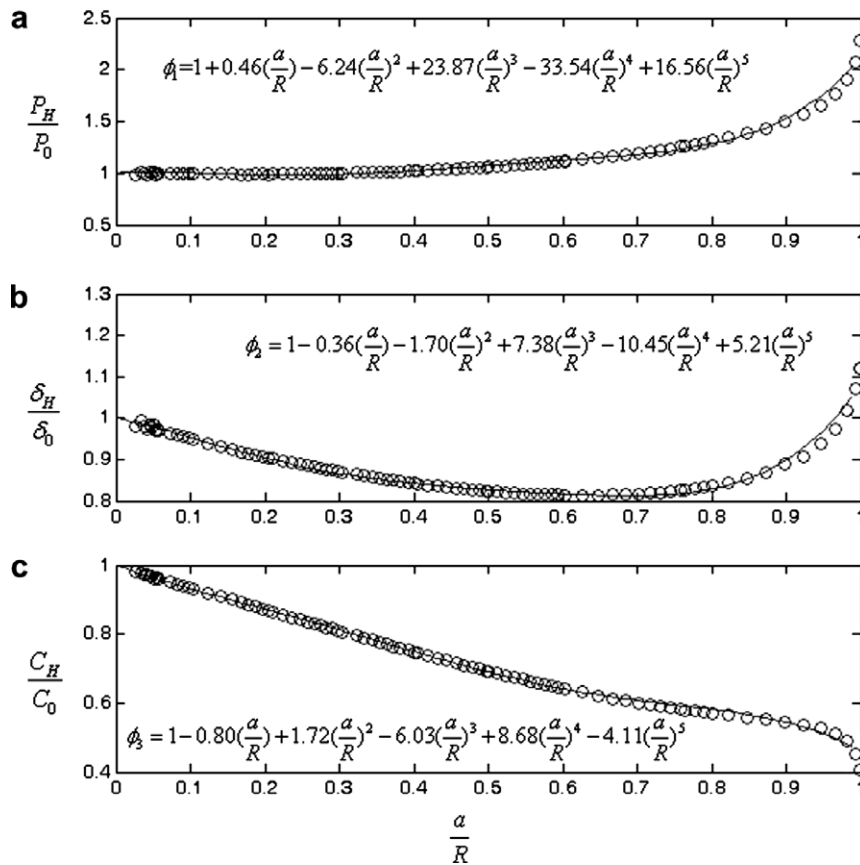 a
2.5
2
1.5
1
0.5
P_H/P_0
ϕ₁=1+0.46(a/R)−6.24(a/R)²+23.87(a/R)³−33.54(a/R)⁴+16.56(a/R)⁵
0 0.1 0.2 0.3 0.4 0.5 0.6 0.7 0.8 0.9 1
b
1.3
1.2
1.1
1
0.9
0.8
δ_H/δ_0
ϕ₂=1−0.36(a/R)−1.70(a/R)²+7.38(a/R)³−10.45(a/R)⁴+5.21(a/R)⁵
0 0.1 0.2 0.3 0.4 0.5 0.6 0.7 0.8 0.9 1
c
1
0.8
0.6
0.4
C_H/C_0
ϕ₃=1−0.80(a/R)+1.72(a/R)²−6.03(a/R)³+8.68(a/R)⁴−4.11(a/R)⁵
0 0.1 0.2 0.3 0.4 0.5 0.6 0.7 0.8 0.9 1
a/R